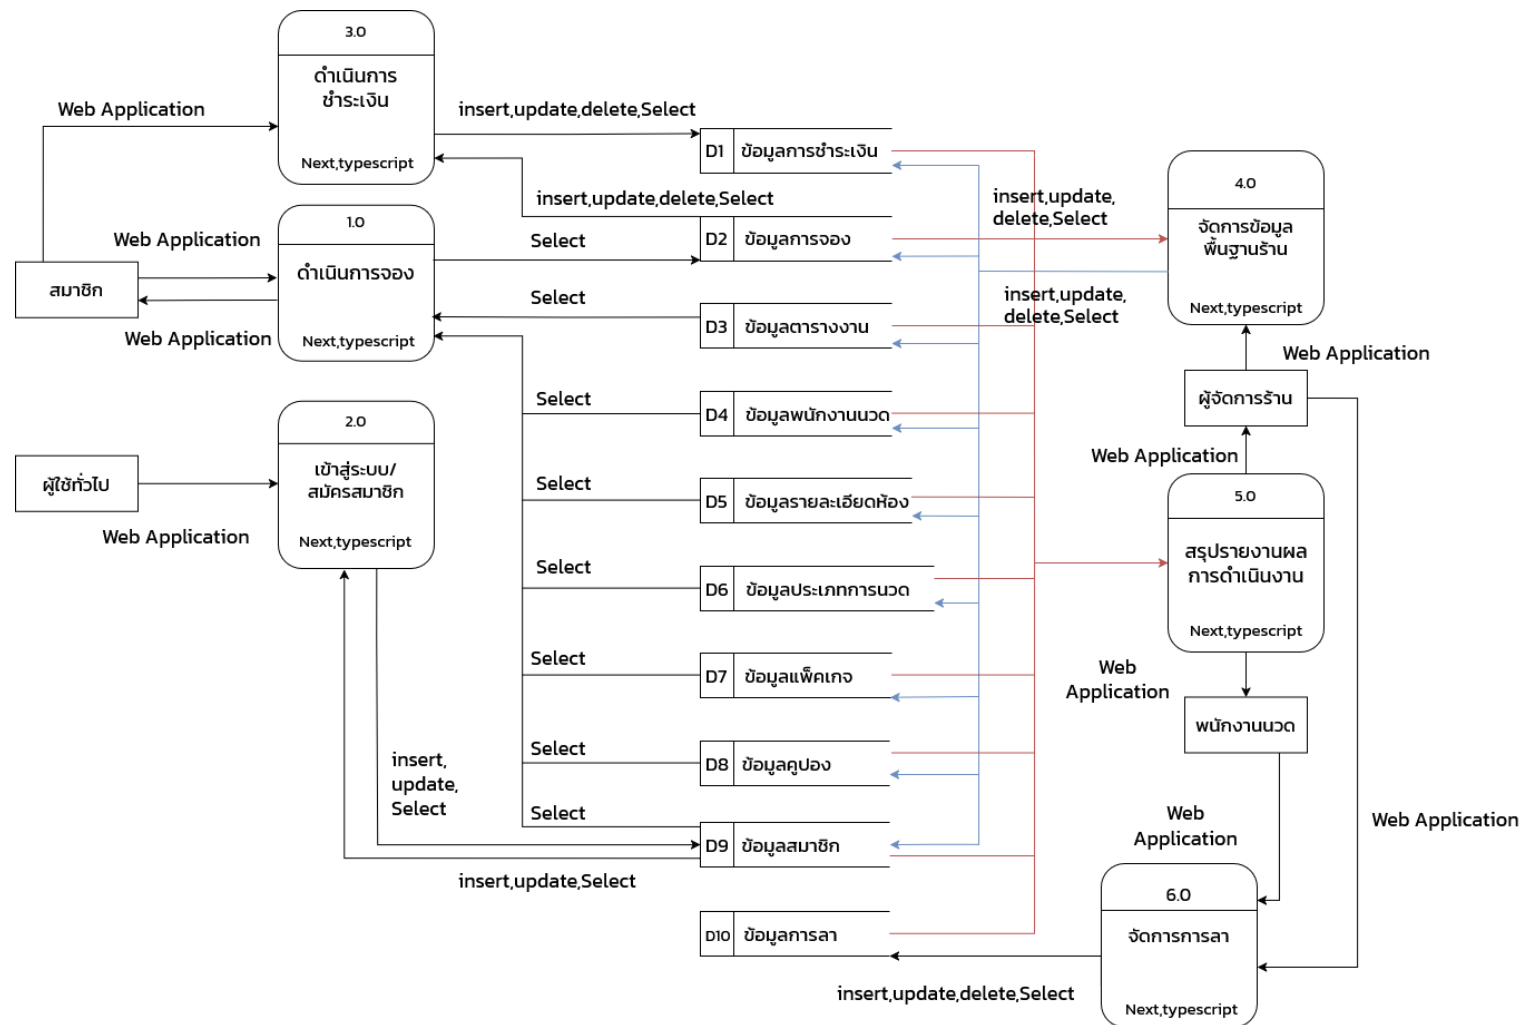 3.0
ดำเนินการ
ชำระเงิน
Next,typescript
Web Application
insert,update,delete,Select
D1 ข้อมูลการชำระเงิน
insert,update,delete,Select
1.0
ดำเนินการจอง
Next,typescript
Web Application
สมาชิก
Web Application
Select
D2 ข้อมูลการจอง
insert,update,
delete,Select
4.0
จัดการข้อมูล
พื้นฐานร้าน
Next,typescript
Select
D3 ข้อมูลตารางงาน
insert,update,
delete,Select
Web Application
ผู้จัดการร้าน
Select
D4 ข้อมูลพนักงานนวด
2.0
เข้าสู่ระบบ/
สมัครสมาชิก
Next,typescript
ผู้ใช้ทั่วไป
Web Application
Web Application
Select
D5 ข้อมูลรายละเอียดห้อง
5.0
สรุปรายงานผล
การดำเนินงาน
Next,typescript
Select
D6 ข้อมูลประเภทการนวด
Select
D7 ข้อมูลแพ็คเกจ
Web
Application
พนักงานนวด
Select
D8 ข้อมูลคูปอง
insert,
update,
Select
Select
D9 ข้อมูลสมาชิก
Web
Application
Web Application
insert,update,Select
6.0
จัดการการลา
Next,typescript
D10 ข้อมูลการลา
insert,update,delete,Select